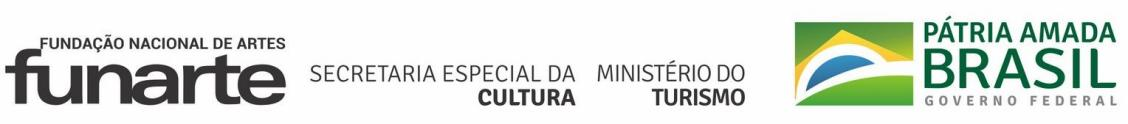 FUNDAÇÃO NACIONAL DE ARTES
funarte
SECRETARIA ESPECIAL DA
CULTURA
MINISTÉRIO DO
TURISMO
PÁTRIA AMADA
BRASIL
GOVERNO FEDERAL